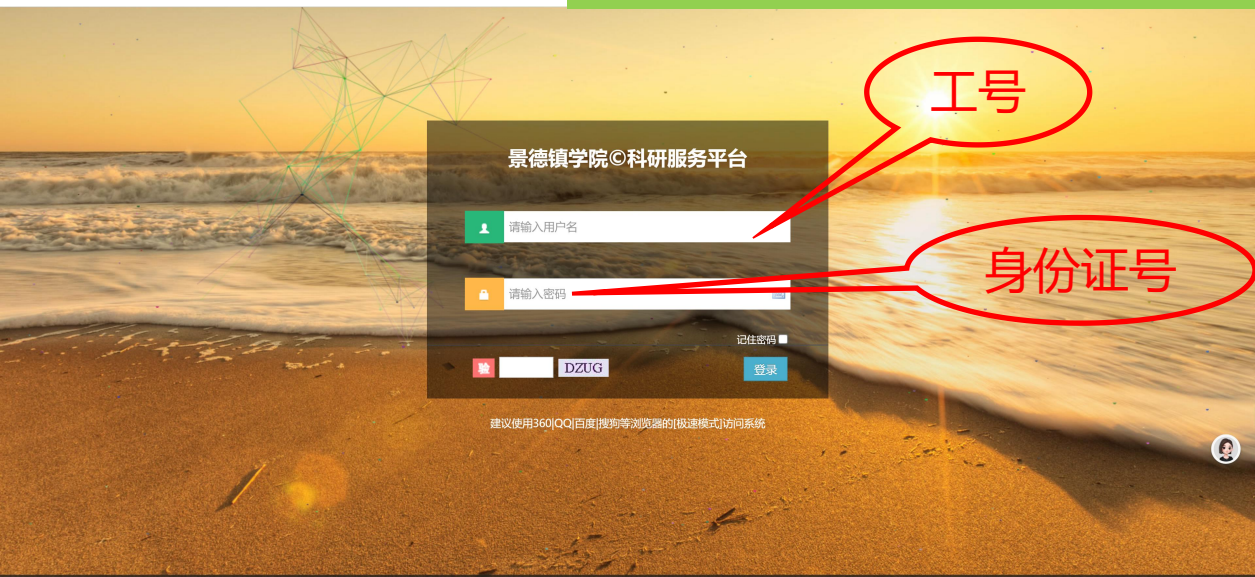 工号
景德镇学院©科研服务平台
请输入用户名
身份证号
请输入密码
记住密码
验 DZUG 登录
建议使用360|QQ|百度|搜狗等浏览器的[极速模式]访问系统